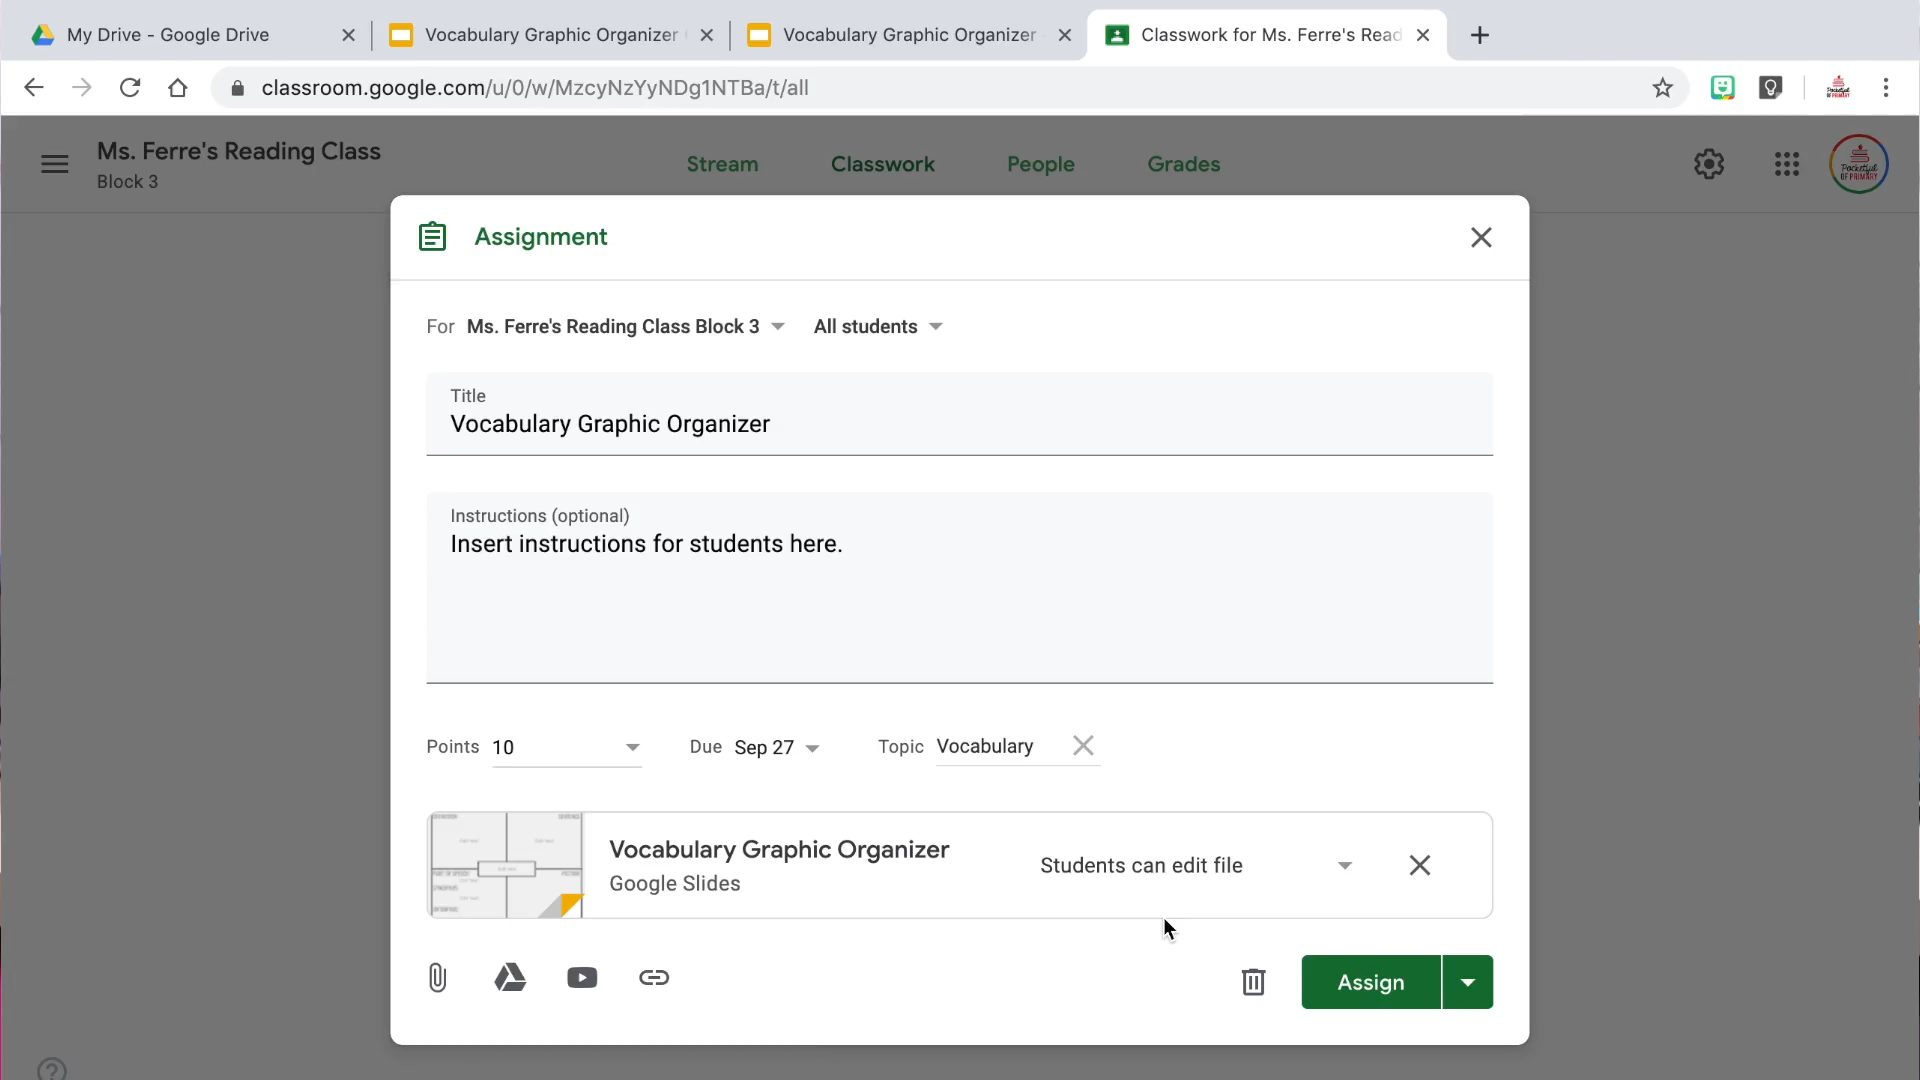 My Drive - Google Drive
Vocabulary Graphic Organizer
Vocabulary Graphic Organizer
Classwork for Ms. Ferre's Read
classroom.google.com/u/0/w/MzcyNzYyNDg1NTBa/t/all
Ms. Ferre's Reading Class
Block 3
Stream
Classwork
People
Grades
Pocketful
OF PRIMARY
Assignment
For Ms. Ferre's Reading Class Block 3 All students
Title
Vocabulary Graphic Organizer
Instructions (optional)
Insert instructions for students here.
Points 10 Due Sep 27 Topic Vocabulary
Vocabulary Graphic Organizer
Google Slides
Students can edit file
Assign